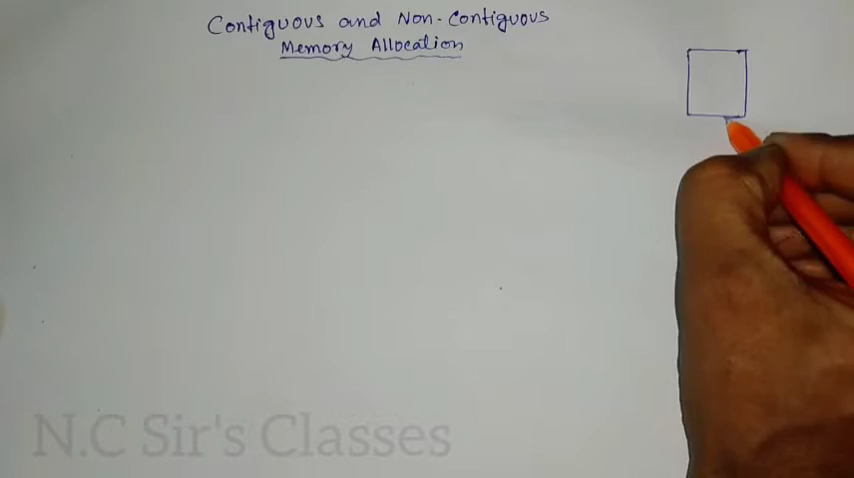 Contiguous and Non-Contiguous
Memory Allocation
N.C Sir's Classes